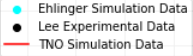 Ehlinger Simulation Data
Lee Experimental Data
TNO Simulation Data